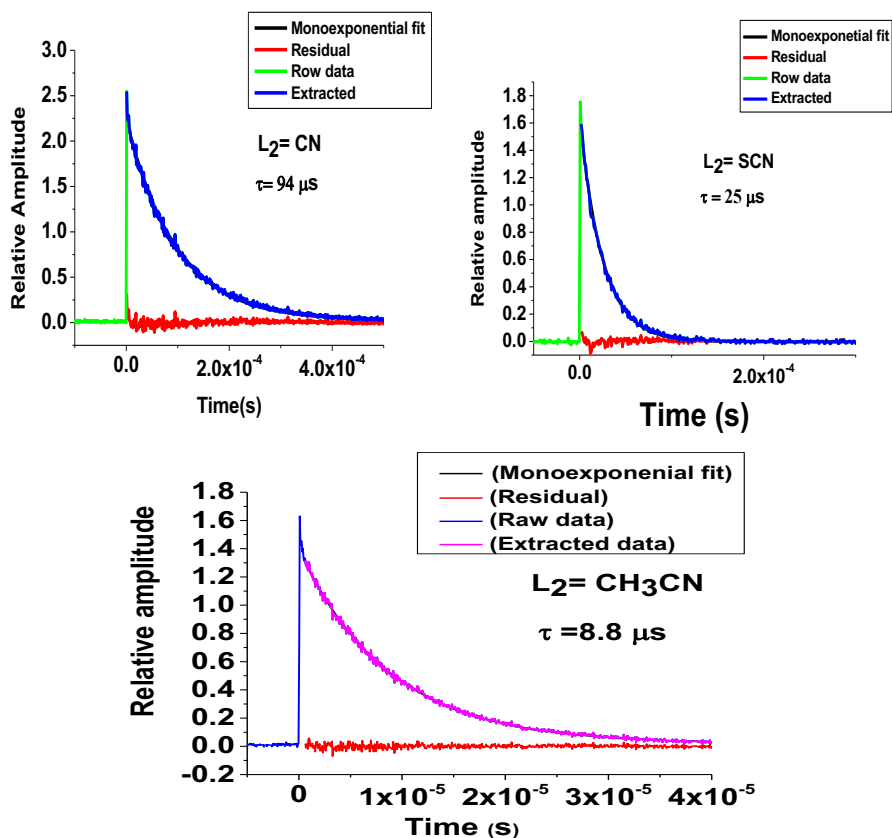 Monoexponential fit
Residual
Row data
Extracted
3.0
2.5
2.0
1.5
1.0
0.5
0.0
Relative Amplitude
L2= CN
τ= 94 µs
0.0 2.0x10-4 4.0x10-4
Time(s)
Monoexponetial fit
Residual
Row data
Extracted
1.8
1.6
1.4
1.2
1.0
0.8
0.6
0.4
0.2
0.0
Relative amplitude
L2= SCN
τ = 25 µs
0.0 2.0x10-4
Time (s)
(Monoexponenial fit)
(Residual)
(Raw data)
(Extracted data)
1.8
1.6
1.4
1.2
1.0
0.8
0.6
0.4
0.2
0.0
-0.2
Relative amplitude
L2= CH3CN
τ =8.8 µs
0 1x10-5 2x10-5 3x10-5 4x10-5
Time (s)